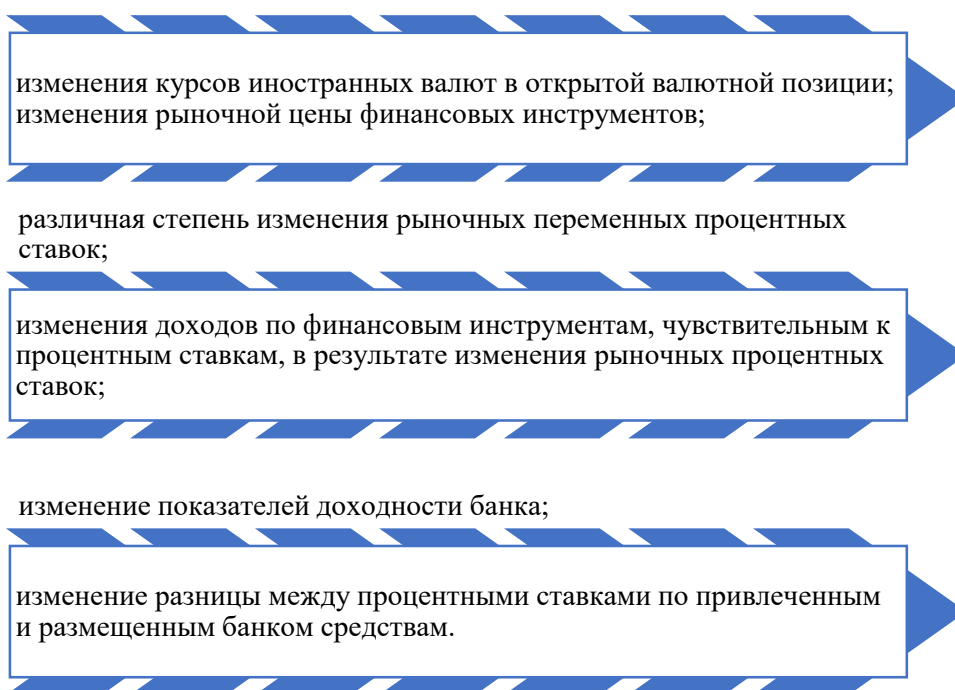 изменения курсов иностранных валют в открытой валютной позиции;
изменения рыночной цены финансовых инструментов;
различная степень изменения рыночных переменных процентных
ставок;
изменения доходов по финансовым инструментам, чувствительным к
процентным ставкам, в результате изменения рыночных процентных
ставок;
изменение показателей доходности банка;
изменение разницы между процентными ставками по привлеченным
и размещенным банком средствам.